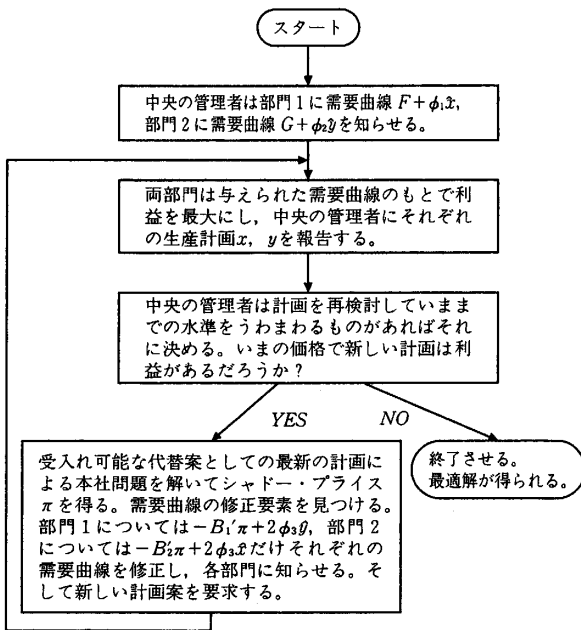 スタート
中央の管理者は部門1に需要曲線 F+φ₁x̂,
部門2に需要曲線 G+φ₂ŷを知らせる。
両部門は与えられた需要曲線のもとで利
益を最大にし，中央の管理者にそれぞれ
の生産計画x，yを報告する。
中央の管理者は計画を再検討していまま
での水準をうわまわるものがあればそれ
に決める。いまの価格で新しい計画は利
益があるだろうか？
YES
NO
受入れ可能な代替案としての最新の計画に
よる本社問題を解いてシャドー・プライス
πを得る。需要曲線の修正要素を見つける。
部門1については−B₁′π+2φ₃ŷ，部門2
については−B₂′π+2φ₃x̂だけそれぞれの
需要曲線を修正し，各部門に知らせる。そ
して新しい計画案を要求する。
終了させる。
最適解が得られる。